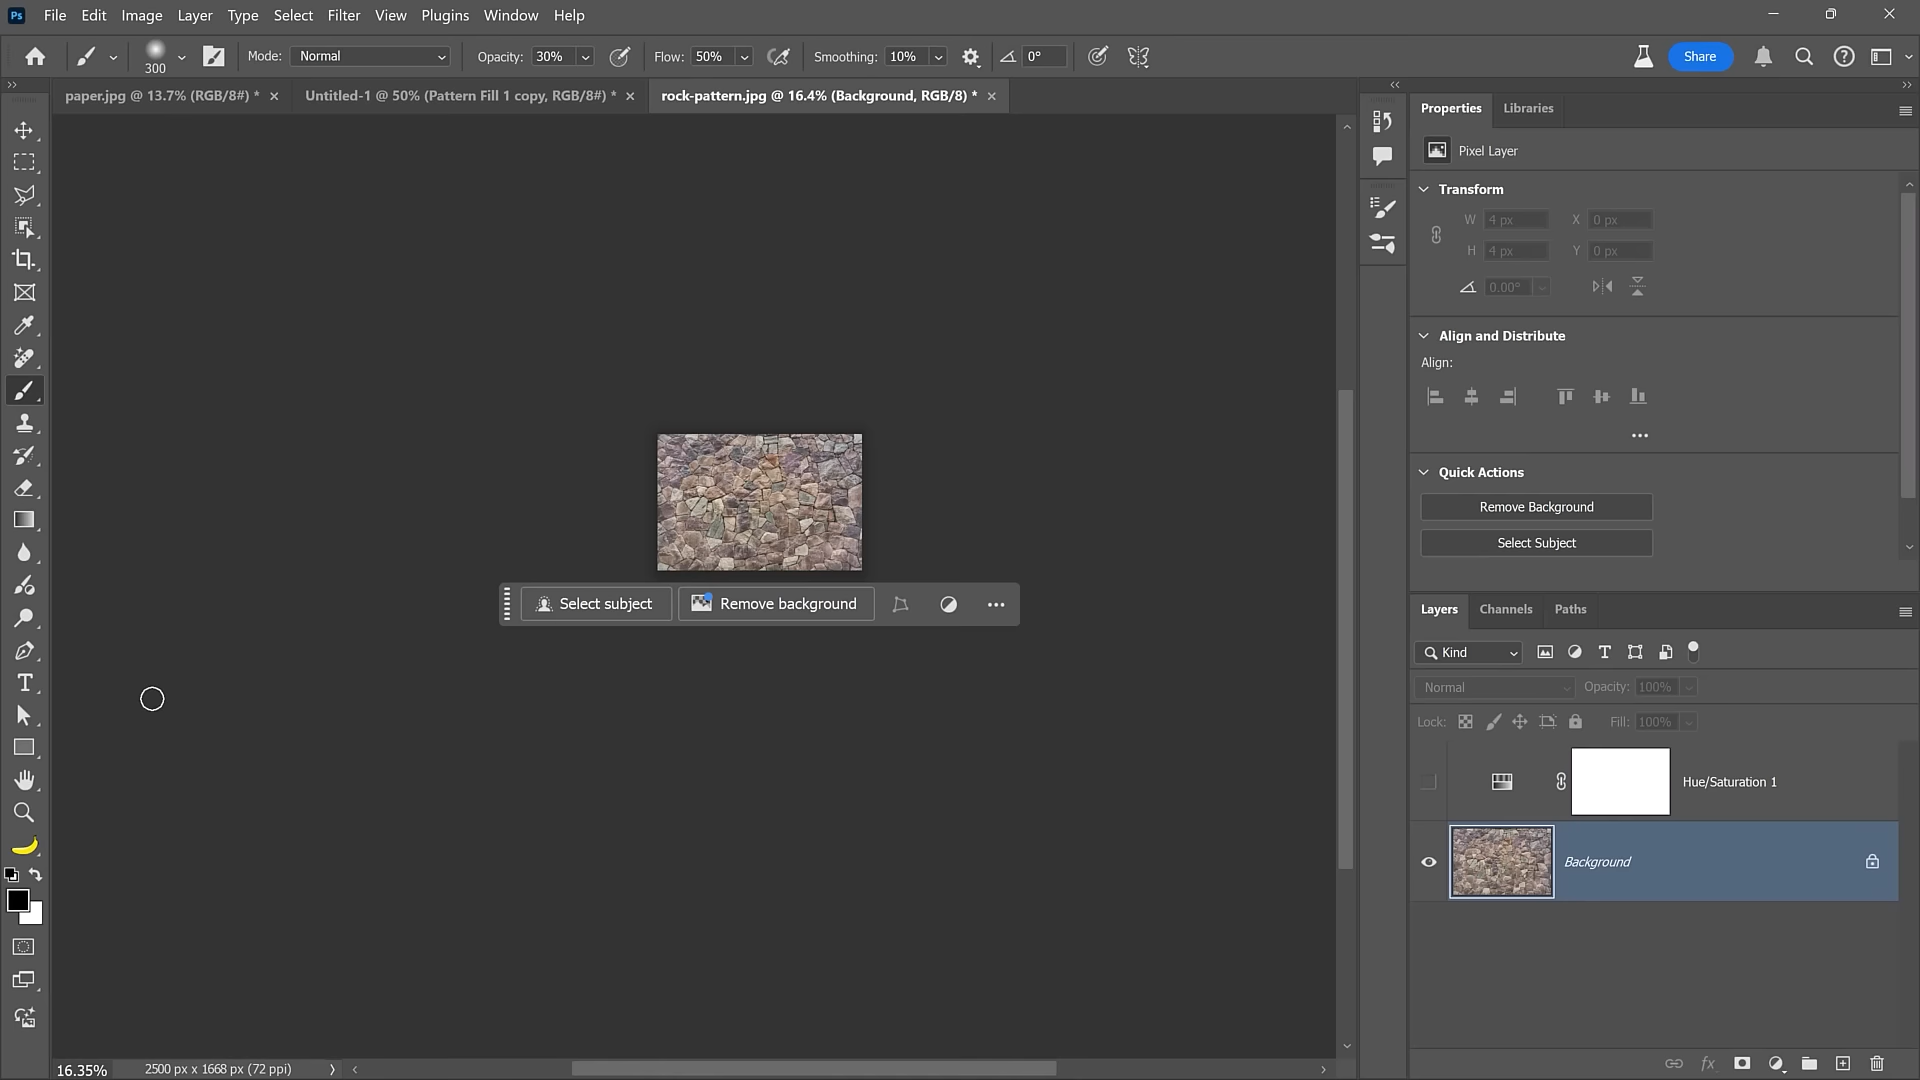 Ps File Edit Image Layer Type Select Filter View Plugins Window Help
300 Mode: Normal Opacity: 30% Flow: 50% Smoothing: 10% 0° Share
paper.jpg @ 13.7% (RGB/8#) * Untitled-1 @ 50% (Pattern Fill 1 copy, RGB/8#) * rock-pattern.jpg @ 16.4% (Background, RGB/8) *
Properties Libraries
Pixel Layer
Transform
W 4 px X 0 px
H 4 px Y 0 px
0.00°
Align and Distribute
Align:
Quick Actions
Remove Background
Select Subject
Select subject Remove background
Layers Channels Paths
Kind
Normal Opacity: 100%
Lock: Fill: 100%
Hue/Saturation 1
Background
16.35% 2500 px x 1668 px (72 ppi)
fx